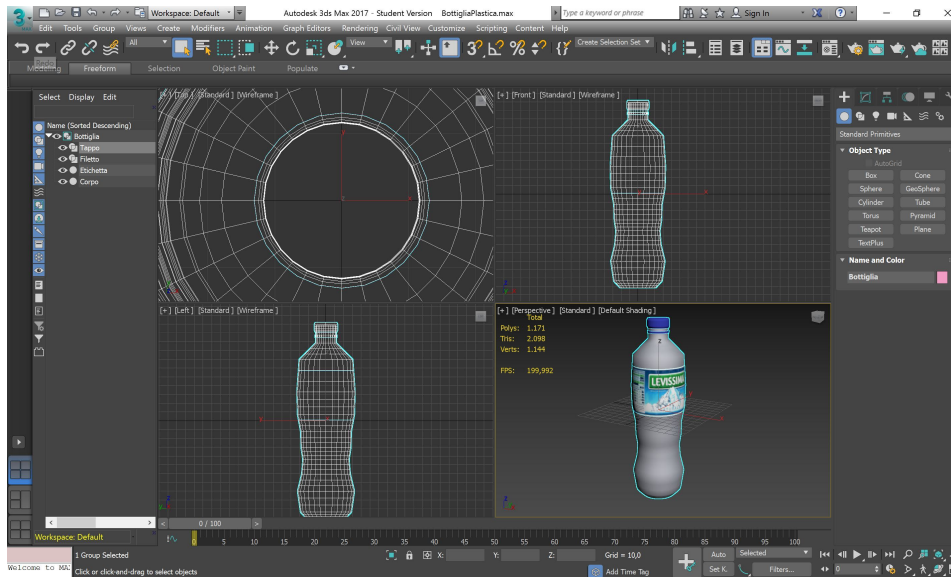 Workspace: Default
Autodesk 3ds Max 2017 - Student Version    BottigliaPlastica.max
Type a keyword or phrase
Sign In
Edit Tools Group Views Create Modifiers Animation Graph Editors Rendering Civil View Customize Scripting Content Help
All
View
Create Selection Set
Redo
Modeling Freeform Selection Object Paint Populate
Select Display Edit
Name (Sorted Descending)
Bottiglia
Tappo
Filetto
Etichetta
Corpo
[+] [Top] [Standard] [Wireframe]
[+] [Front] [Standard] [Wireframe]
[+] [Left] [Standard] [Wireframe]
[+] [Perspective] [Standard] [Default Shading]
Total
Polys: 1.171
Tris: 2.098
Verts: 1.144
FPS: 199,992
LEVISSIMA
Standard Primitives
Object Type
AutoGrid
Box Cone
Sphere GeoSphere
Cylinder Tube
Torus Pyramid
Teapot Plane
TextPlus
Name and Color
Bottiglia
0 / 100
Workspace: Default
0 5 10 15 20 25 30 35 40 45 50 55 60 65 70 75 80 85 90 95 100
1 Group Selected
X: Y: Z: Grid = 10,0
Auto Selected
Welcome to MA
Click or click-and-drag to select objects
Add Time Tag
Set K. Filters...
0